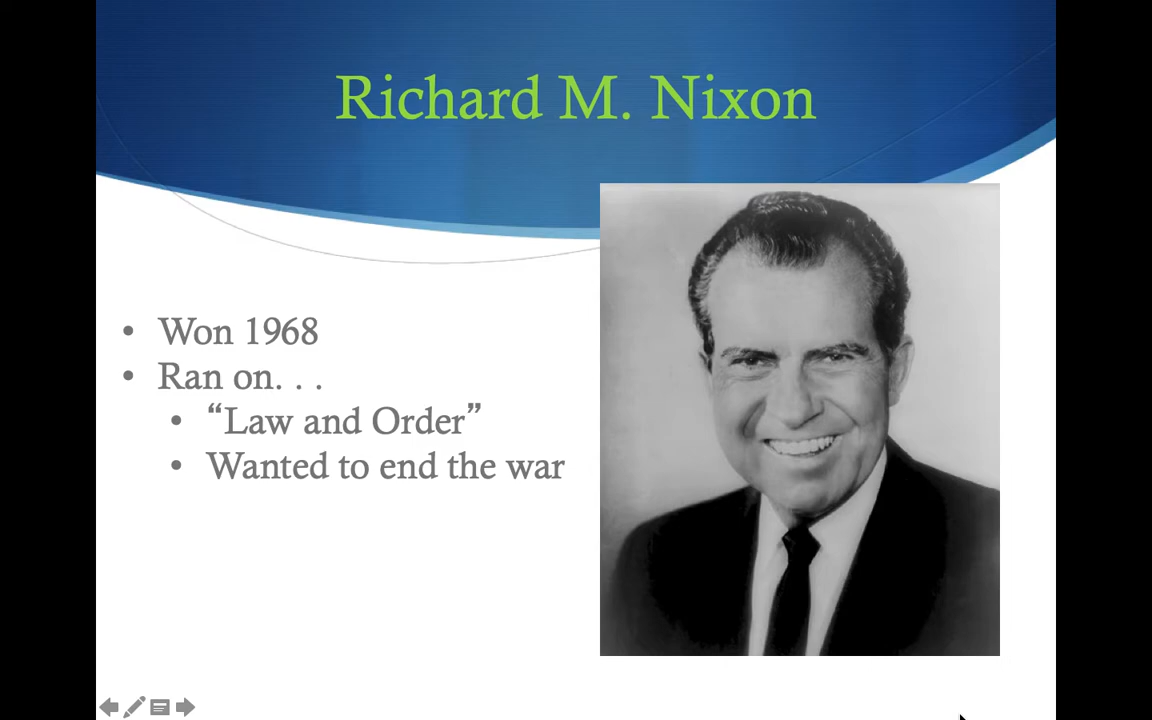 Richard M. Nixon
• Won 1968
• Ran on. . .
• “Law and Order”
• Wanted to end the war